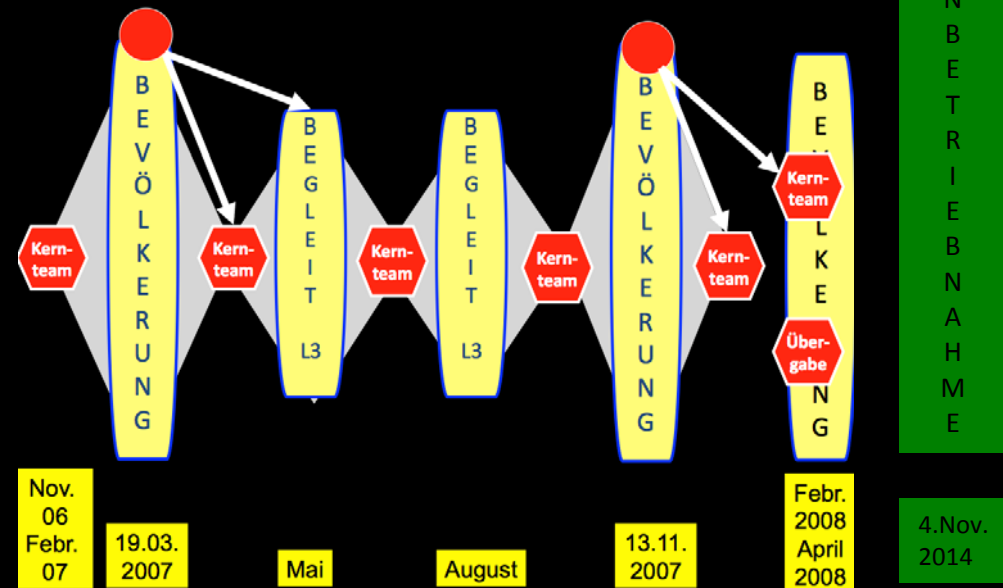 BEVÖLKERUNG
BEGLEIT
L3
BEGLEIT
L3
BEVÖLKERUNG
BE
LKE
NG
NBETRIEBNAHME
Kern-
team
Kern-
team
Kern-
team
Kern-
team
Kern-
team
Kern-
team
Über-
gabe
Nov.
06
Febr.
07
19.03.
2007
Mai
August
13.11.
2007
Febr.
2008
April
2008
4.Nov.
2014